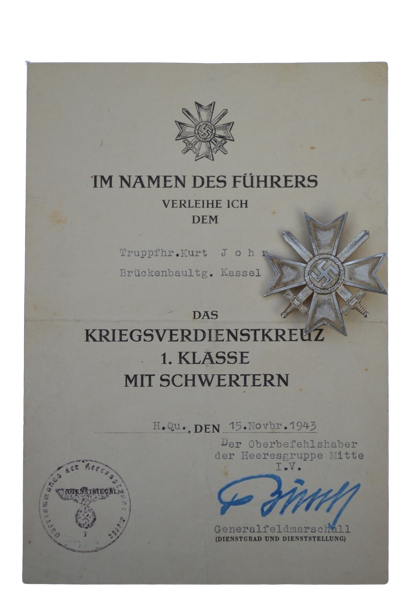 IM NAMEN DES FÜHRERS
VERLEIHE ICH
DEM
Truppfhr.Kurt J o h
Brückenbaultg. Kassel
DAS
KRIEGSVERDIENSTKREUZ
1. KLASSE
MIT SCHWERTERN
H.Qu., DEN 15.Novbr.1943
Der Oberbefehlshaber
der Heeresgruppe Mitte
I.V.
Generalfeldmarschall
(DIENSTGRAD UND DIENSTSTELLUNG)